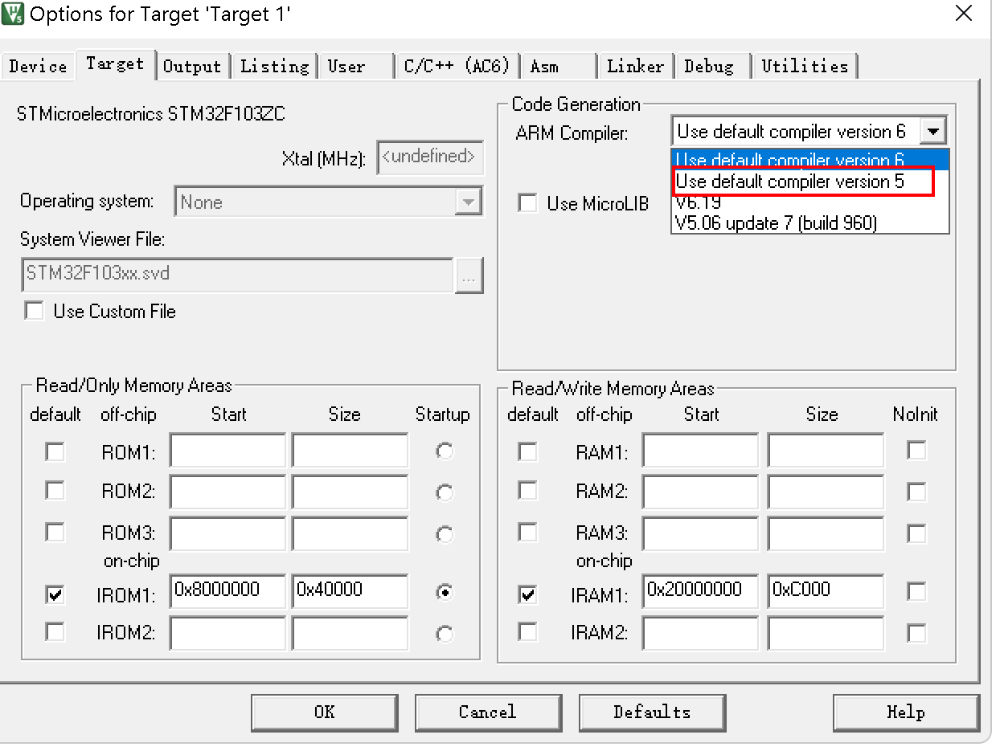 Options for Target 'Target 1'
Device Target Output Listing User C/C++ (AC6) Asm Linker Debug Utilities
STMicroelectronics STM32F103ZC
Xtal (MHz): <undefined>
Operating system: None
System Viewer File:
STM32F103xx.svd ...
Use Custom File
Code Generation
ARM Compiler: Use default compiler version 6
Use default compiler version 6
Use default compiler version 5
V6.19
V5.06 update 7 (build 960)
Use MicroLIB
Read/Only Memory Areas
default off-chip Start Size Startup
ROM1:
ROM2:
ROM3:
on-chip
IROM1: 0x8000000 0x40000
IROM2:
Read/Write Memory Areas
default off-chip Start Size NoInit
RAM1:
RAM2:
RAM3:
on-chip
IRAM1: 0x20000000 0xC000
IRAM2:
OK Cancel Defaults Help